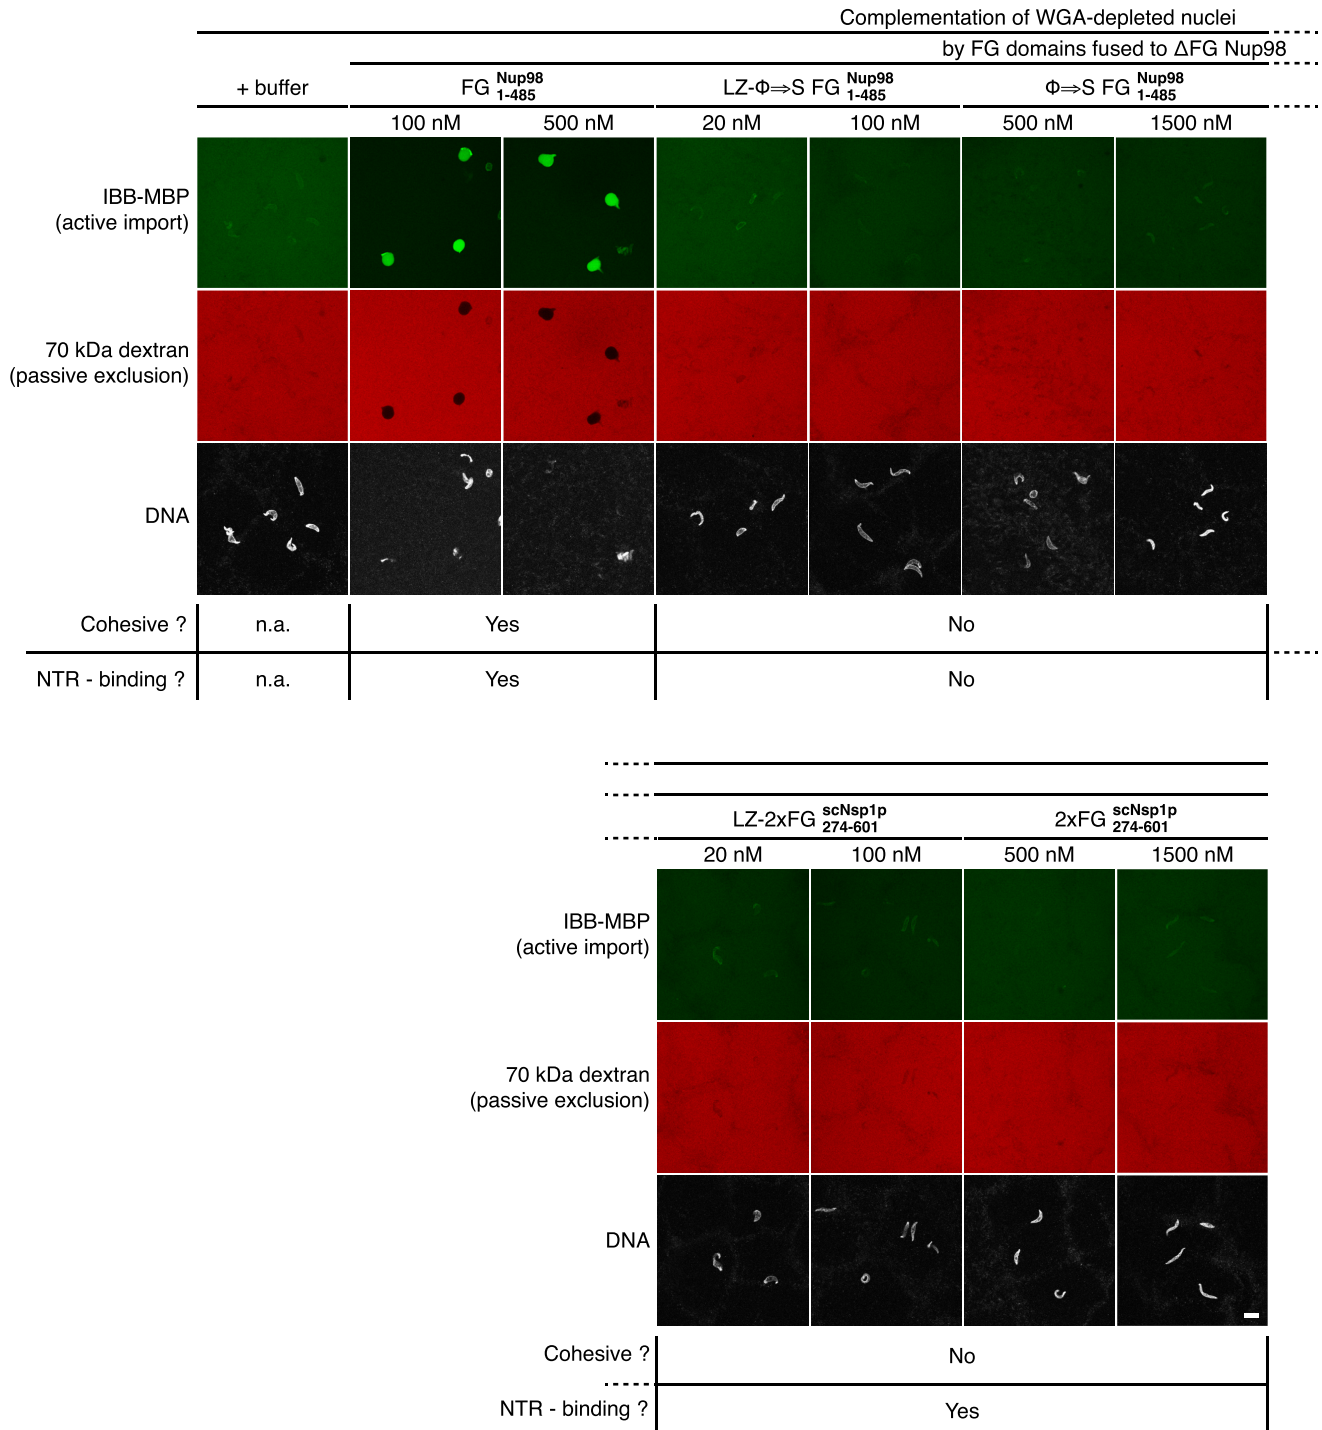 Complementation of WGA-depleted nuclei
by FG domains fused to ΔFG Nup98
+ buffer
FG Nup98 1-485
LZ-Φ⇒S FG Nup98 1-485
Φ⇒S FG Nup98 1-485
100 nM 500 nM 20 nM 100 nM 500 nM 1500 nM
IBB-MBP
(active import)
70 kDa dextran
(passive exclusion)
DNA
Cohesive ? n.a. Yes No
NTR - binding ? n.a. Yes No
LZ-2xFG scNsp1p 274-601
2xFG scNsp1p 274-601
20 nM 100 nM 500 nM 1500 nM
IBB-MBP
(active import)
70 kDa dextran
(passive exclusion)
DNA
Cohesive ? No
NTR - binding ? Yes